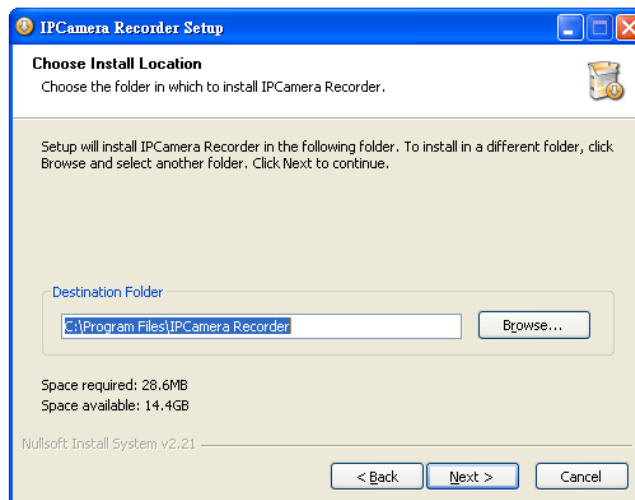 IPCamera Recorder Setup
Choose Install Location
Choose the folder in which to install IPCamera Recorder.
Setup will install IPCamera Recorder in the following folder. To install in a different folder, click
Browse and select another folder. Click Next to continue.
Destination Folder
C:\Program Files\IPCamera Recorder
Browse...
Space required: 28.6MB
Space available: 14.4GB
Nullsoft Install System v2.21
< Back
Next >
Cancel